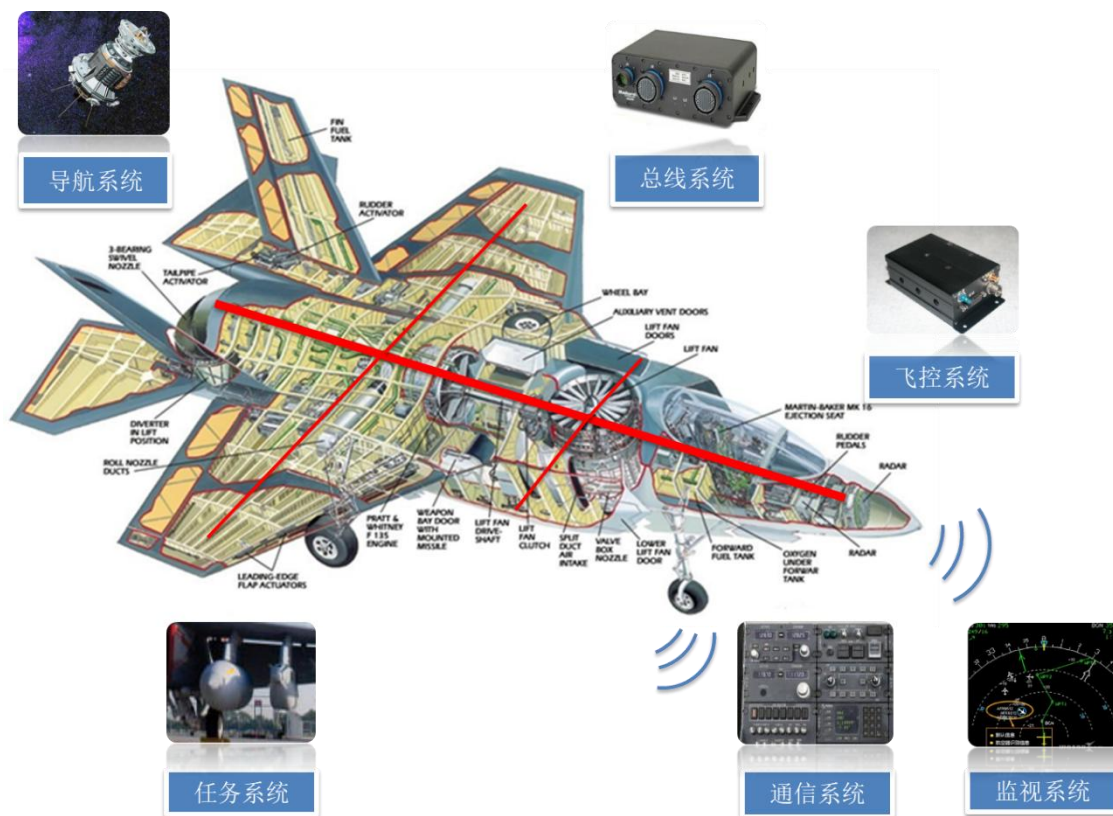 导航系统
总线系统
飞控系统
FIN
FUEL
TANK
RUDDER
ACTIVATOR
3-BEARING
SWIVEL
NOZZLE
TAILPIPE
ACTIVATOR
WHEEL BAY
AUXILIARY VENT DOORS
LIFT FAN
DOORS
LIFT FAN
MARTIN-BAKER MK 16
EJECTION SEAT
RUDDER
PEDALS
RADAR
DIVERTER
IN LIFT
POSITION
ROLL NOZZLE
DUCTS
LEADING-EDGE
FLAP ACTUATORS
PRATT &
WHITNEY
F 135
ENGINE
WEAPON
BAY DOOR
WITH
MOUNTED
MISSILE
LIFT FAN
DRIVE-
SHAFT
LIFT
FAN
CLUTCH
SPLIT
DUCT
AIR
INTAKE
VALVE
BOX
NOZZLE
LOWER
LIFT FAN
DOOR
FORWARD
FUEL TANK
OXYGEN
UNDER
FORWAR
TANK
RADAR
任务系统
通信系统
监视系统